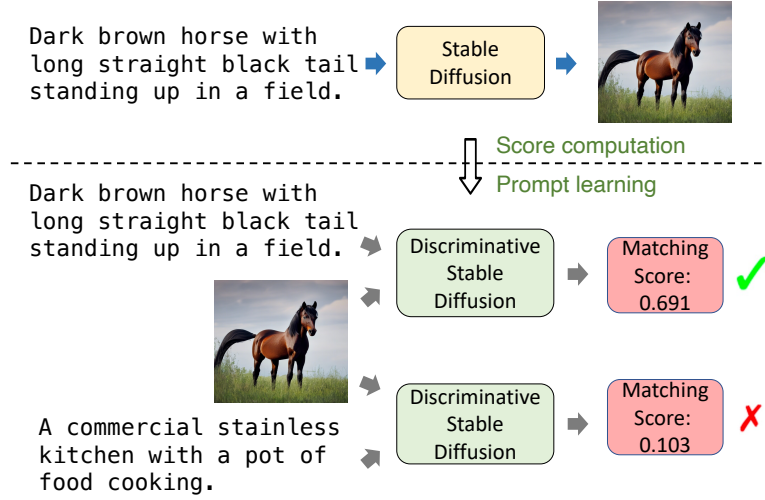 Dark brown horse with
long straight black tail
standing up in a field.
Stable
Diffusion
Score computation
Prompt learning
Dark brown horse with
long straight black tail
standing up in a field.
Discriminative
Stable
Diffusion
Matching
Score:
0.691
A commercial stainless
kitchen with a pot of
food cooking.
Discriminative
Stable
Diffusion
Matching
Score:
0.103